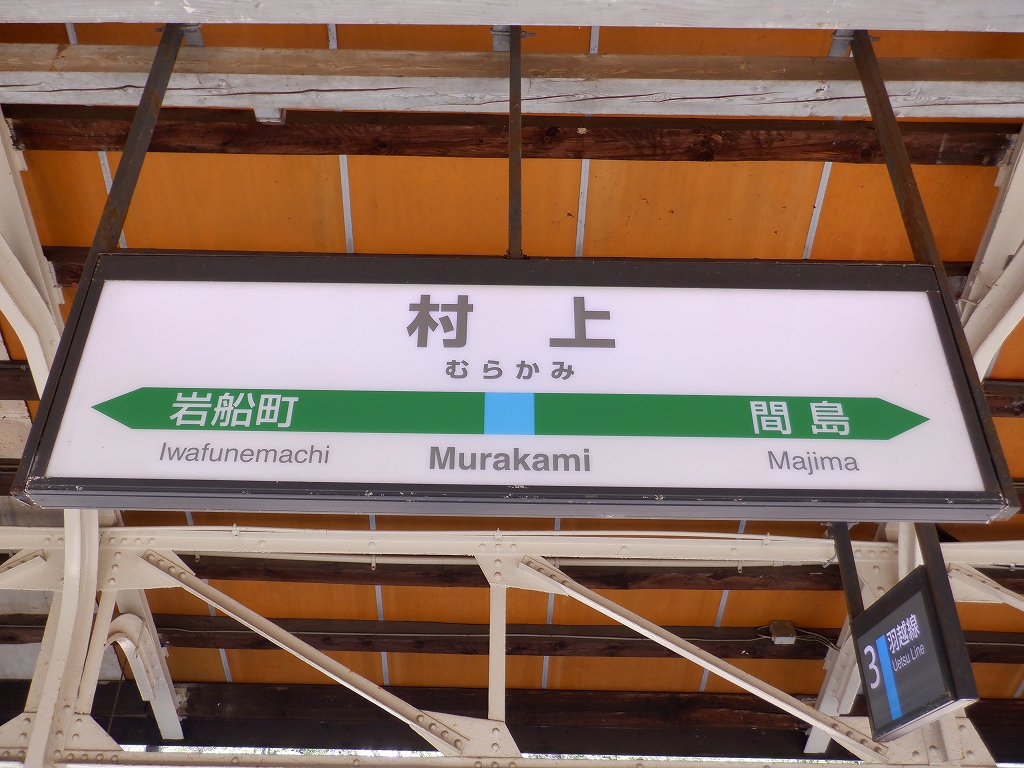 村上
むらかみ
岩船町 間島
Iwafunemachi Murakami Majima
3 羽越線
Uetsu Line